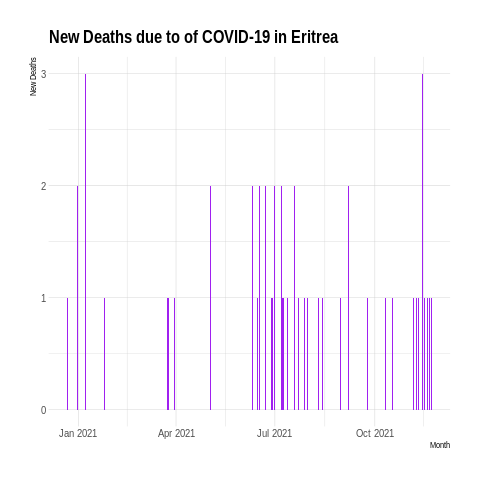 New Deaths due to of COVID-19 in Eritrea
New Deaths
3
2
1
0
Jan 2021 Apr 2021 Jul 2021 Oct 2021
Month